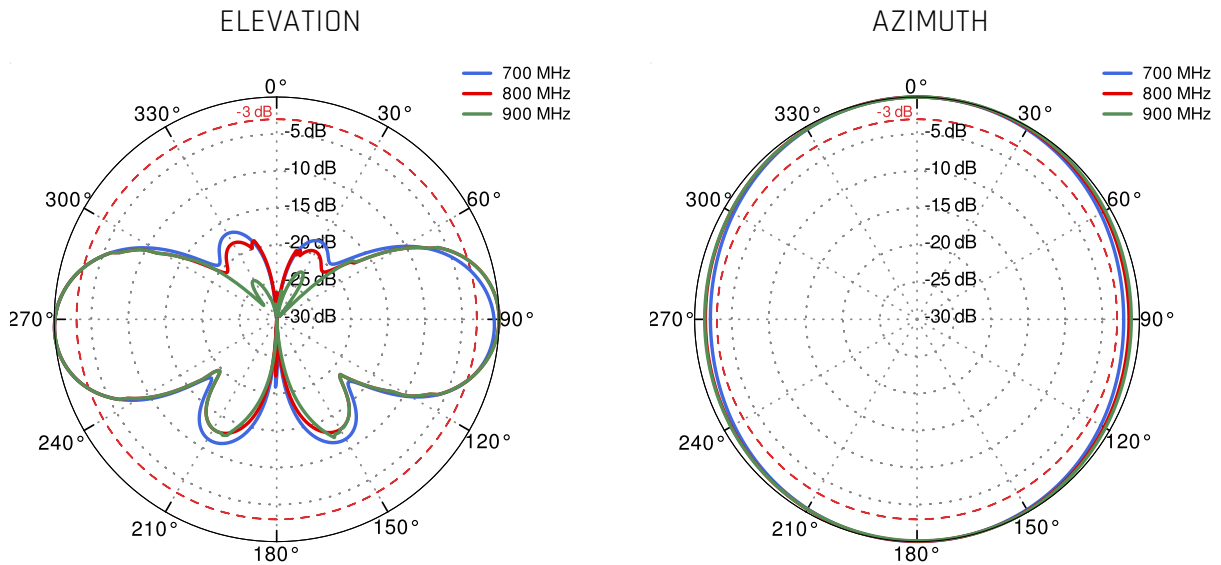 ELEVATION
700 MHz
800 MHz
900 MHz
0°
30°
60°
90°
120°
150°
180°
210°
240°
270°
300°
330°
-3 dB
-5 dB
-10 dB
-15 dB
-20 dB
-25 dB
-30 dB
AZIMUTH
700 MHz
800 MHz
900 MHz
0°
30°
60°
90°
120°
150°
180°
210°
240°
270°
300°
330°
-3 dB
-5 dB
-10 dB
-15 dB
-20 dB
-25 dB
-30 dB